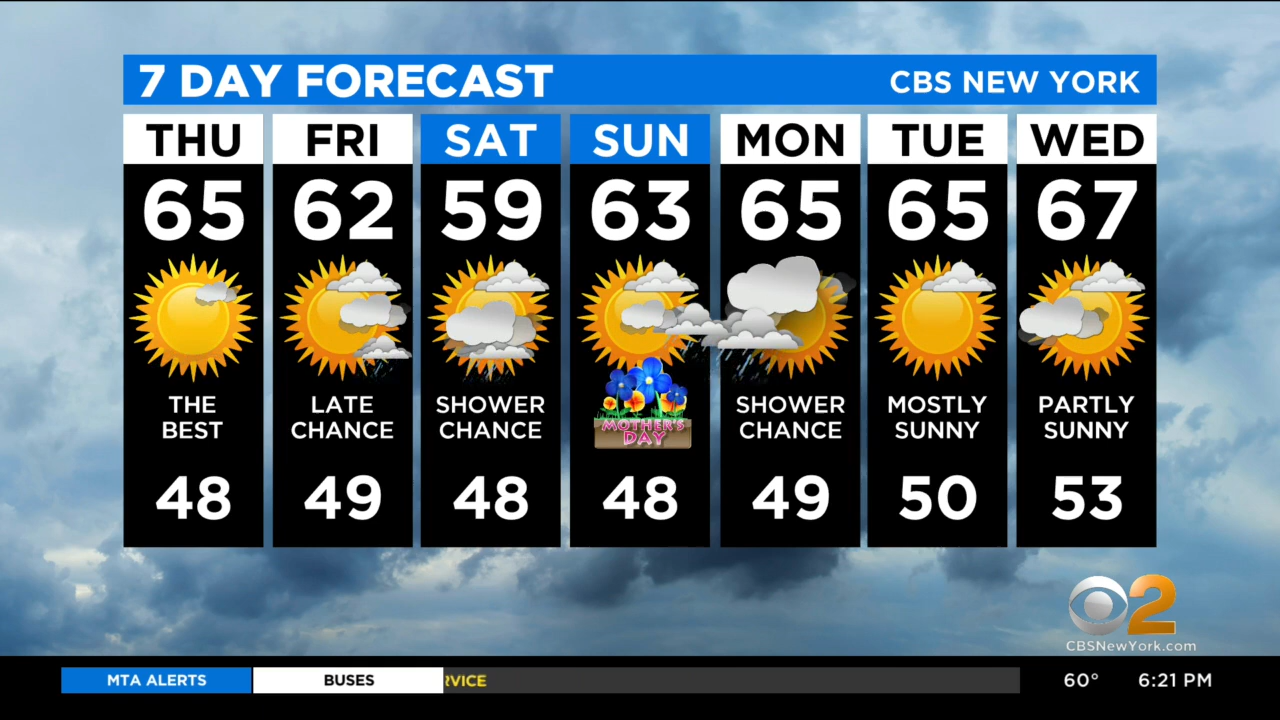 7 DAY FORECAST
CBS NEW YORK
THU
FRI
SAT
SUN
MON
TUE
WED
65
62
59
63
65
65
67
THE
BEST
LATE
CHANCE
SHOWER
CHANCE
MOTHER'S
DAY
SHOWER
CHANCE
MOSTLY
SUNNY
PARTLY
SUNNY
48
49
48
48
49
50
53
2
CBSNewYork.com
MTA ALERTS
BUSES
RVICE
60°
6:21 PM